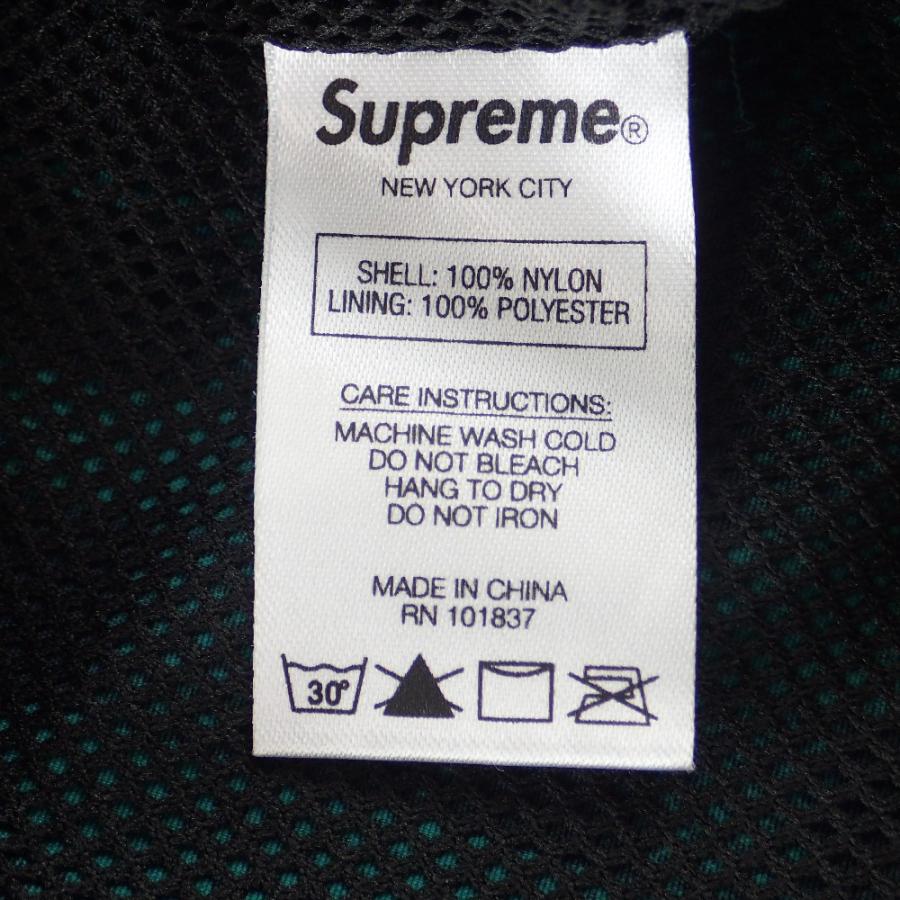 Supreme®
NEW YORK CITY
SHELL: 100% NYLON
LINING: 100% POLYESTER
CARE INSTRUCTIONS:
MACHINE WASH COLD
DO NOT BLEACH
HANG TO DRY
DO NOT IRON
MADE IN CHINA
RN 101837
30°